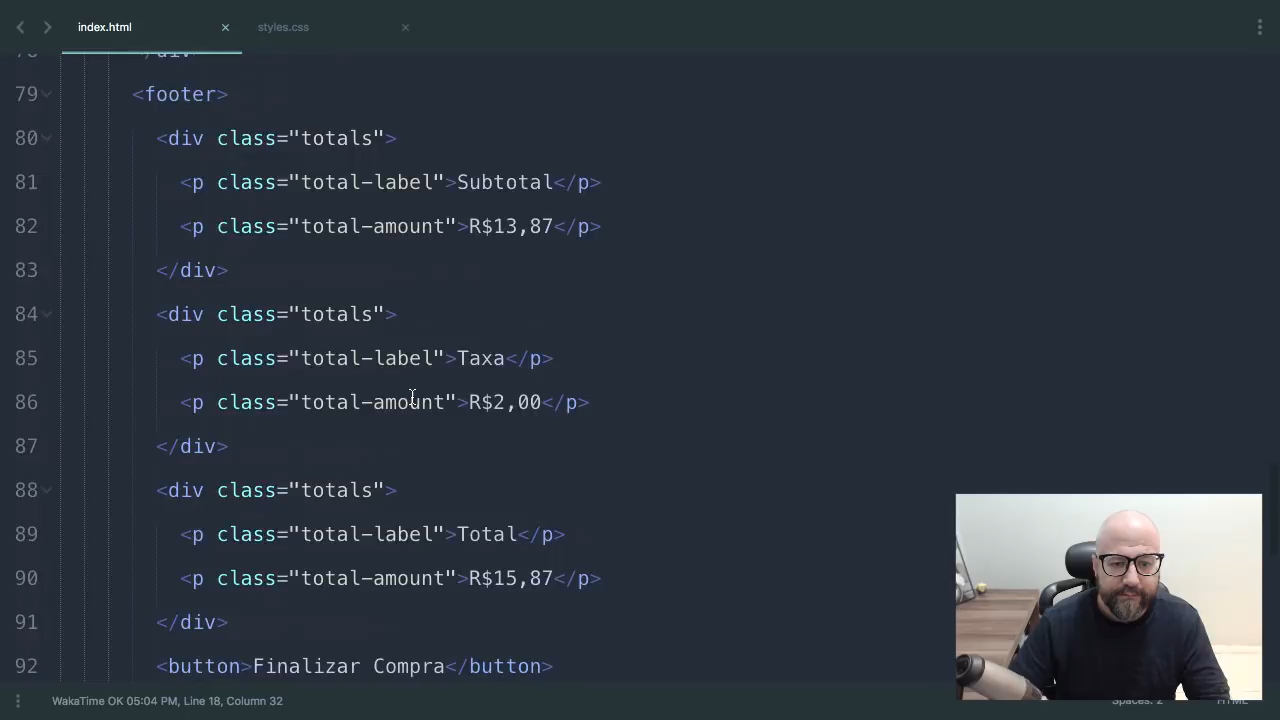 index.html × styles.css ×
79 <footer>
80 <div class="totals">
81 <p class="total-label">Subtotal</p>
82 <p class="total-amount">R$13,87</p>
83 </div>
84 <div class="totals">
85 <p class="total-label">Taxa</p>
86 <p class="total-amount">R$2,00</p>
87 </div>
88 <div class="totals">
89 <p class="total-label">Total</p>
90 <p class="total-amount">R$15,87</p>
91 </div>
92 <button>Finalizar Compra</button>
WakaTime OK 05:04 PM, Line 18, Column 32 Spaces: 2 HTML